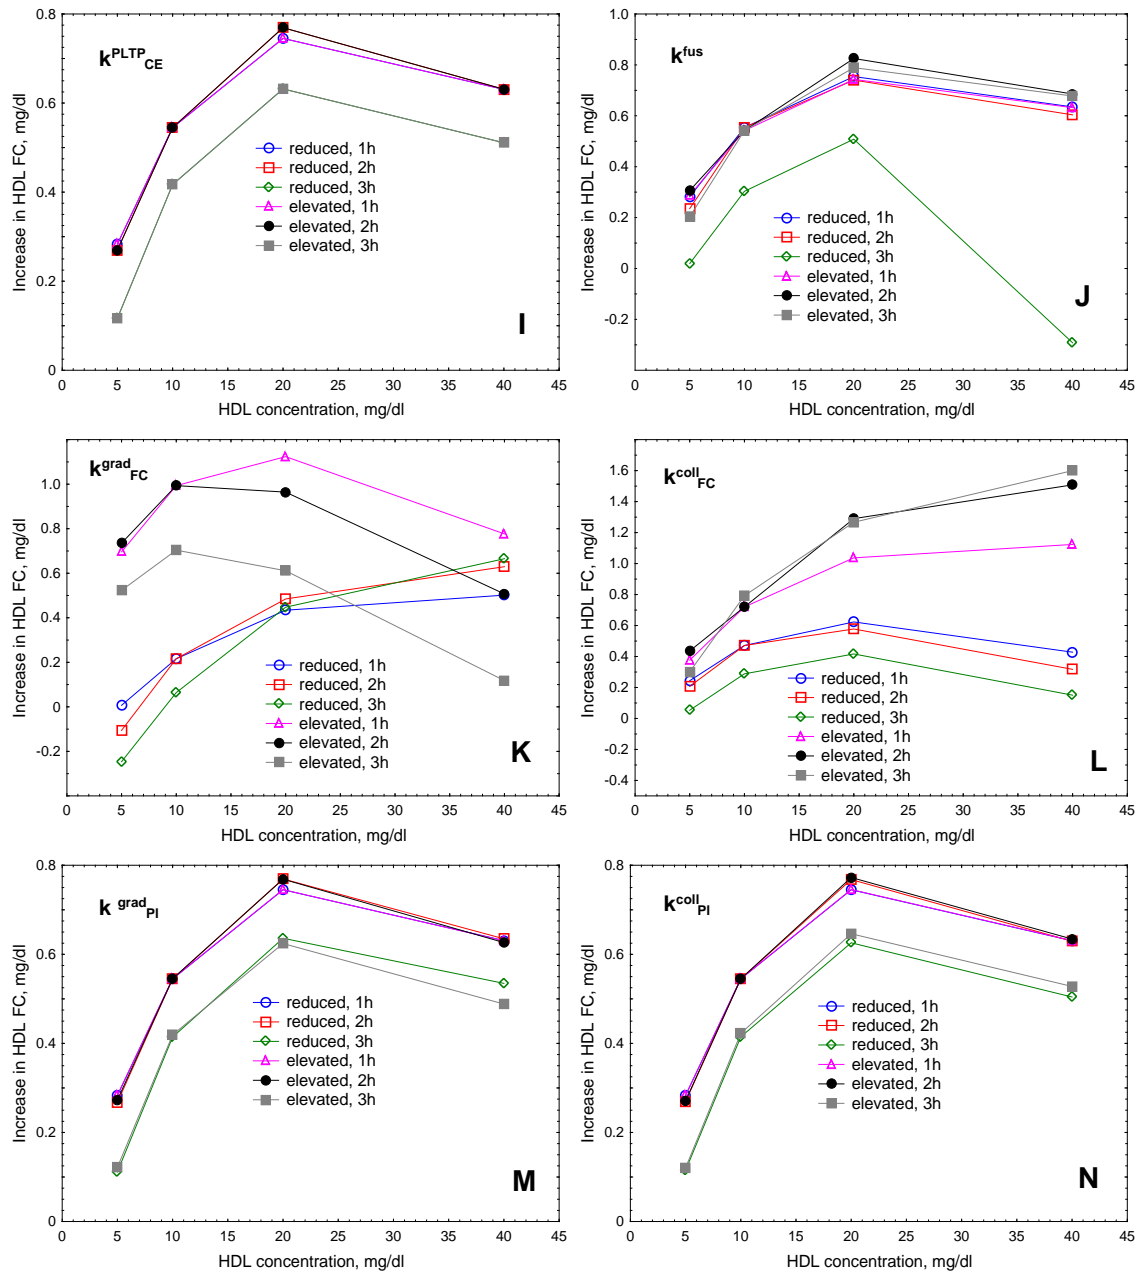 k^PLTP_CE
Increase in HDL FC, mg/dl
0.8
0.6
0.4
0.2
0
reduced, 1h
reduced, 2h
reduced, 3h
elevated, 1h
elevated, 2h
elevated, 3h
I
0 5 10 15 20 25 30 35 40 45
HDL concentration, mg/dl
k^fus
Increase in HDL FC, mg/dl
1.0
0.8
0.6
0.4
0.2
0
-0.2
reduced, 1h
reduced, 2h
reduced, 3h
elevated, 1h
elevated, 2h
elevated, 3h
J
0 5 10 15 20 25 30 35 40 45
HDL concentration, mg/dl
k^grad_FC
Increase in HDL FC, mg/dl
1.0
0.8
0.6
0.4
0.2
0
-0.2
reduced, 1h
reduced, 2h
reduced, 3h
elevated, 1h
elevated, 2h
elevated, 3h
K
0 5 10 15 20 25 30 35 40 45
HDL concentration, mg/dl
k^coll_FC
Increase in HDL FC, mg/dl
1.6
1.4
1.2
1.0
0.8
0.6
0.4
0.2
0
-0.2
-0.4
reduced, 1h
reduced, 2h
reduced, 3h
elevated, 1h
elevated, 2h
elevated, 3h
L
0 5 10 15 20 25 30 35 40 45
HDL concentration, mg/dl
k^grad_PI
Increase in HDL FC, mg/dl
0.8
0.6
0.4
0.2
0
reduced, 1h
reduced, 2h
reduced, 3h
elevated, 1h
elevated, 2h
elevated, 3h
M
0 5 10 15 20 25 30 35 40 45
HDL concentration, mg/dl
k^coll_PI
Increase in HDL FC, mg/dl
0.8
0.6
0.4
0.2
0
reduced, 1h
reduced, 2h
reduced, 3h
elevated, 1h
elevated, 2h
elevated, 3h
N
0 5 10 15 20 25 30 35 40 45
HDL concentration, mg/dl